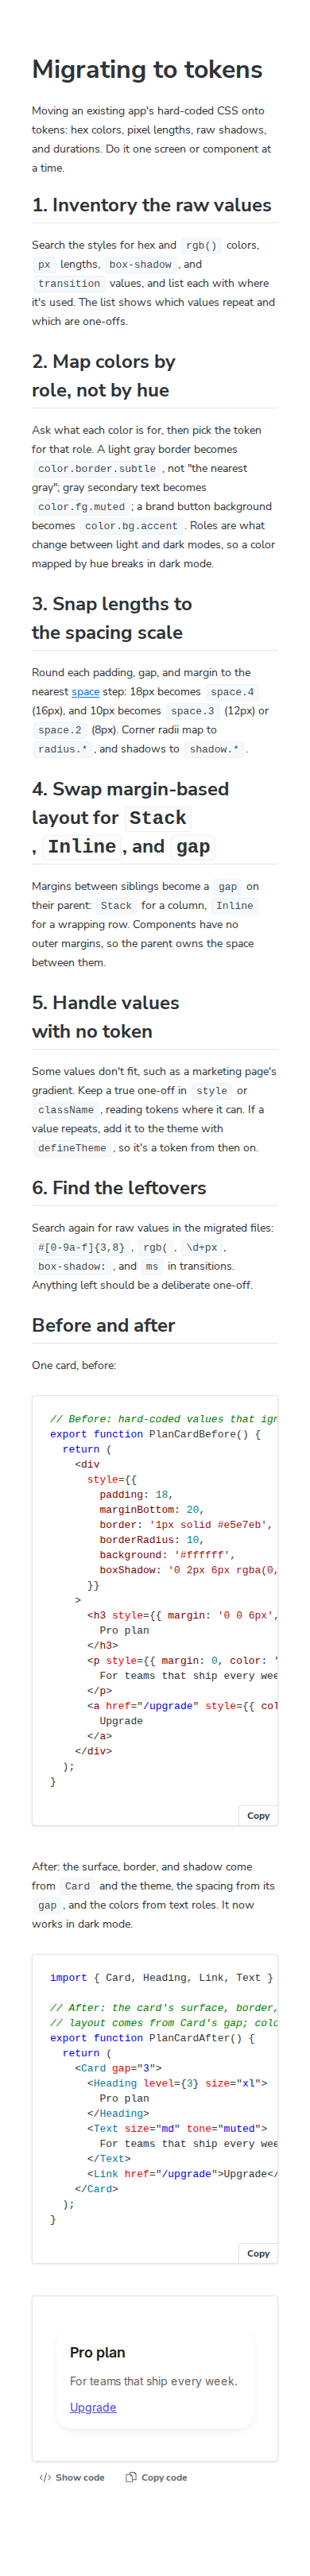 Migrating to tokens
Moving an existing app's hard-coded CSS onto
tokens: hex colors, pixel lengths, raw shadows,
and durations. Do it one screen or component at
a time.
1. Inventory the raw values
Search the styles for hex and rgb() colors,
px lengths, box-shadow, and
transition values, and list each with where
it's used. The list shows which values repeat and
which are one-offs.
2. Map colors by
role, not by hue
Ask what each color is for, then pick the token
for that role. A light gray border becomes
color.border.subtle, not "the nearest
gray"; gray secondary text becomes
color.fg.muted; a brand button background
becomes color.bg.accent. Roles are what
change between light and dark modes, so a color
mapped by hue breaks in dark mode.
3. Snap lengths to
the spacing scale
Round each padding, gap, and margin to the
nearest space step: 18px becomes space.4
(16px), and 10px becomes space.3 (12px) or
space.2 (8px). Corner radii map to
radius.*, and shadows to shadow.*.
4. Swap margin-based
layout for Stack
, Inline, and gap
Margins between siblings become a gap on
their parent: Stack for a column, Inline
for a wrapping row. Components have no
outer margins, so the parent owns the space
between them.
5. Handle values
with no token
Some values don't fit, such as a marketing page's
gradient. Keep a true one-off in style or
className, reading tokens where it can. If a
value repeats, add it to the theme with
defineTheme, so it's a token from then on.
6. Find the leftovers
Search again for raw values in the migrated files:
#[0-9a-f]{3,8}, rgb(, \d+px,
box-shadow:, and ms in transitions.
Anything left should be a deliberate one-off.
Before and after
One card, before:
// Before: hard-coded values that ign
export function PlanCardBefore() {
return (
<div
style={{
padding: 18,
marginBottom: 20,
border: '1px solid #e5e7eb',
borderRadius: 10,
background: '#ffffff',
boxShadow: '0 2px 6px rgba(0,
}}
>
<h3 style={{ margin: '0 0 6px',
Pro plan
</h3>
<p style={{ margin: 0, color: '
For teams that ship every wee
</p>
<a href="/upgrade" style={{ col
Upgrade
</a>
</div>
);
}
Copy
After: the surface, border, and shadow come
from Card and the theme, the spacing from its
gap, and the colors from text roles. It now
works in dark mode.
import { Card, Heading, Link, Text }
// After: the card's surface, border,
// layout comes from Card's gap; colo
export function PlanCardAfter() {
return (
<Card gap="3">
<Heading level={3} size="xl">
Pro plan
</Heading>
<Text size="md" tone="muted">
For teams that ship every wee
</Text>
<Link href="/upgrade">Upgrade</
</Card>
);
}
Copy
Pro plan
For teams that ship every week.
Upgrade
Show code Copy code